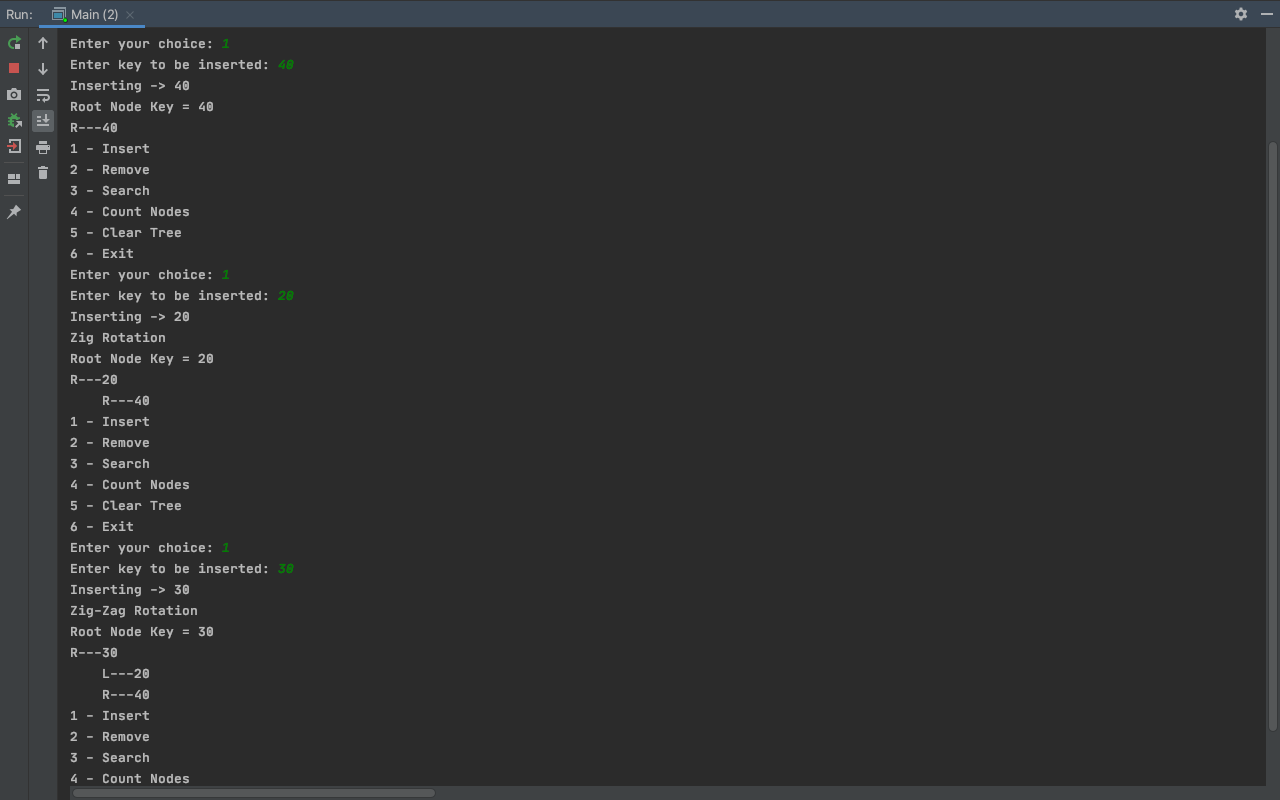 Run: Main (2)
Enter your choice: 1
Enter key to be inserted: 40
Inserting -> 40
Root Node Key = 40
R---40
1 - Insert
2 - Remove
3 - Search
4 - Count Nodes
5 - Clear Tree
6 - Exit
Enter your choice: 1
Enter key to be inserted: 20
Inserting -> 20
Zig Rotation
Root Node Key = 20
R---20
    R---40
1 - Insert
2 - Remove
3 - Search
4 - Count Nodes
5 - Clear Tree
6 - Exit
Enter your choice: 1
Enter key to be inserted: 30
Inserting -> 30
Zig-Zag Rotation
Root Node Key = 30
R---30
    L---20
    R---40
1 - Insert
2 - Remove
3 - Search
4 - Count Nodes